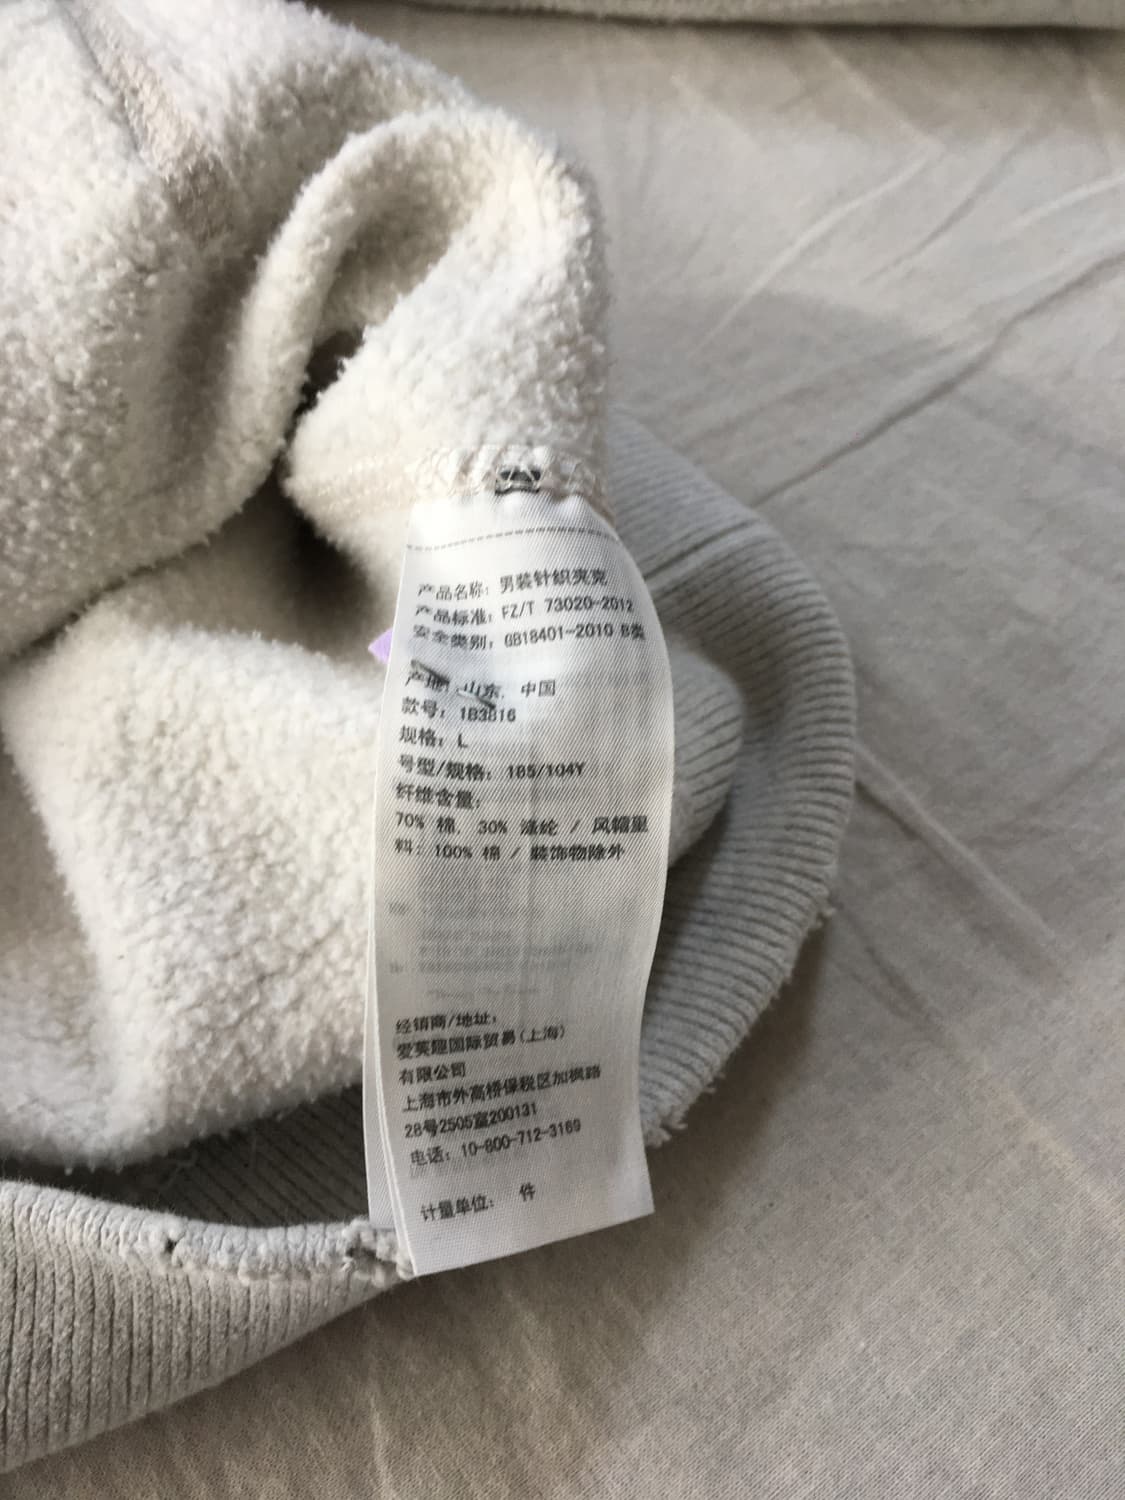 产品名称: 男装针织夹克
产品标准: FZ/T 73020-2012
安全类别: GB18401-2010 B类
产地: 山东, 中国
款号: 1B3816
规格: L
号型/规格: 185/104Y
纤维含量:
70% 棉, 30% 涤纶 / 风帽里
料: 100% 棉 / 装饰物除外
经销商/地址:
爱芙趣国际贸易(上海)
有限公司
上海市外高桥保税区加枫路
28号2505室200131
电话: 10-800-712-3169
计量单位: 件